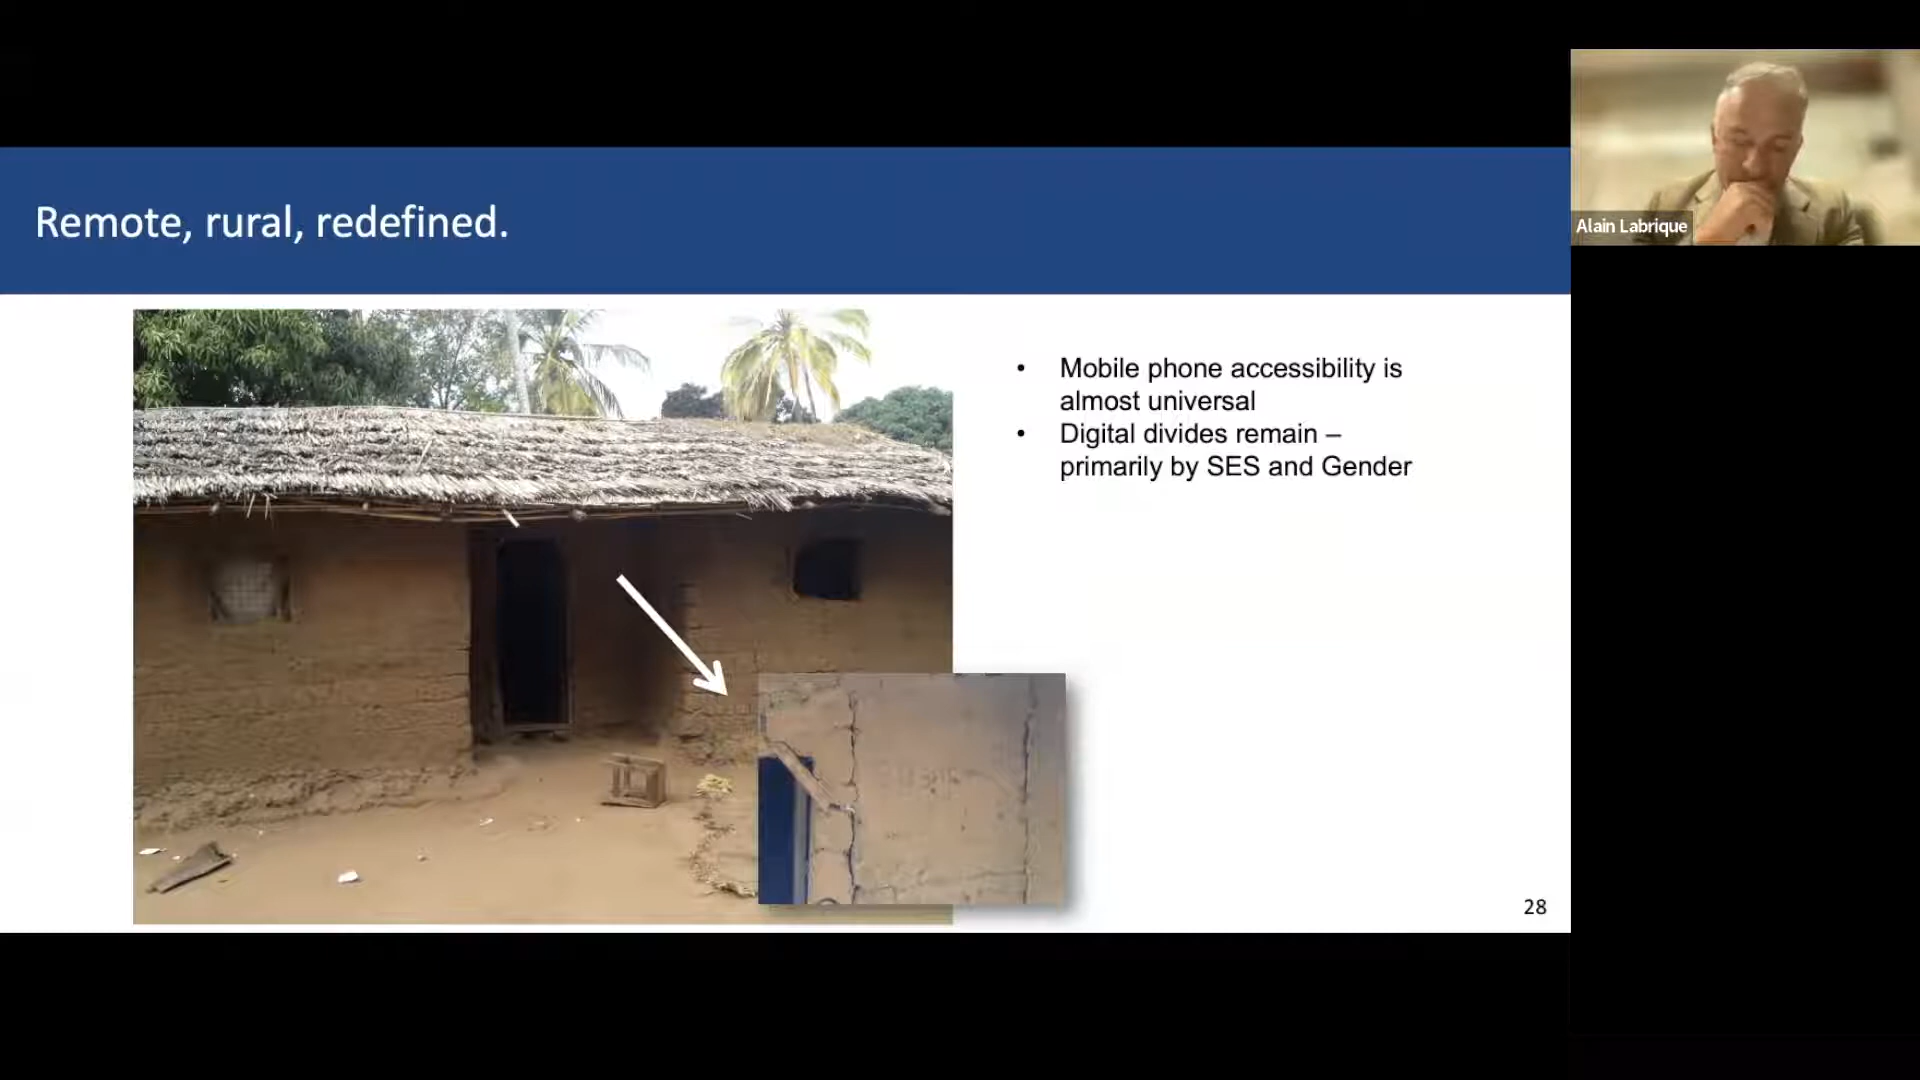 Remote, rural, redefined.
• Mobile phone accessibility is
almost universal
• Digital divides remain –
primarily by SES and Gender
28
Alain Labrique